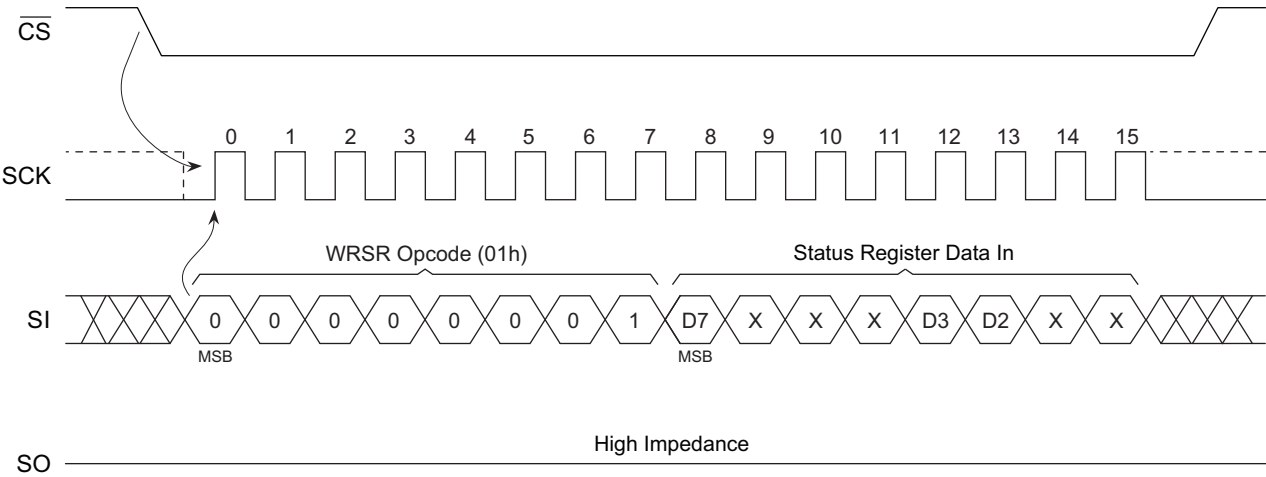 CS
0 1 2 3 4 5 6 7 8 9 10 11 12 13 14 15
SCK
WRSR Opcode (01h) Status Register Data In
SI 0 0 0 0 0 0 0 1 D7 X X X D3 D2 X X
MSB MSB
High Impedance
SO